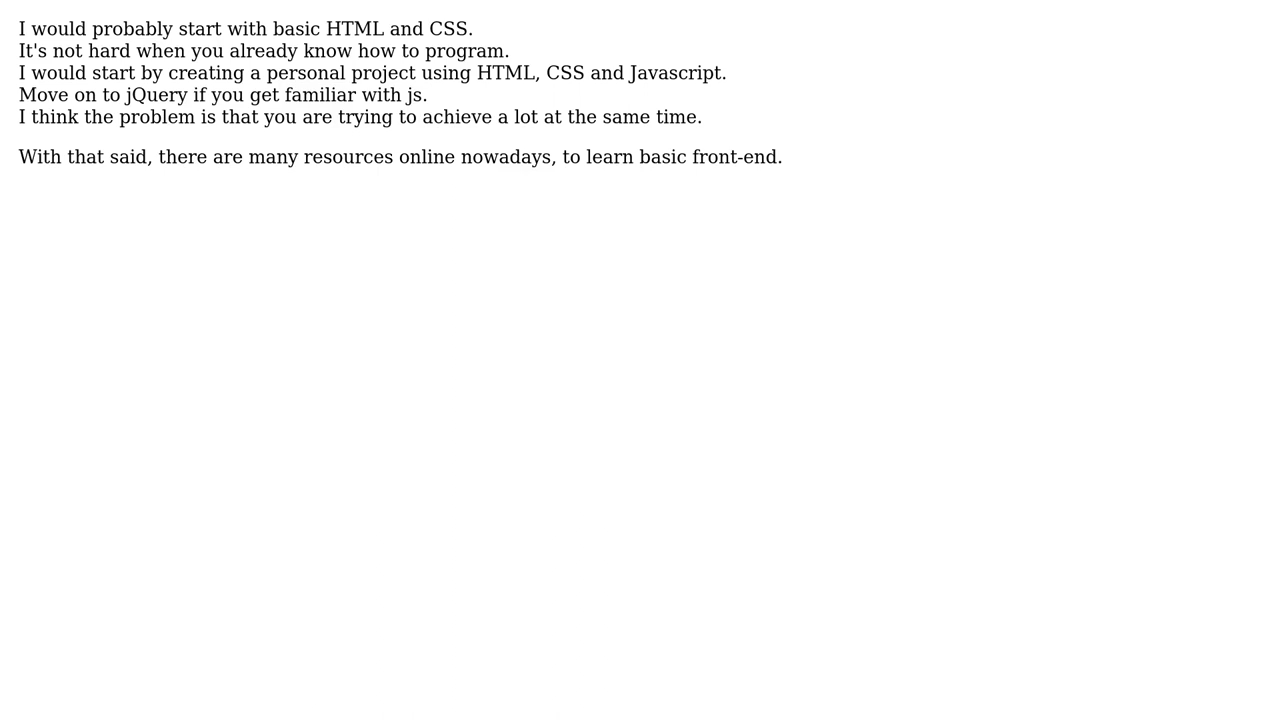 I would probably start with basic HTML and CSS.
It's not hard when you already know how to program.
I would start by creating a personal project using HTML, CSS and Javascript.
Move on to jQuery if you get familiar with js.
I think the problem is that you are trying to achieve a lot at the same time.
With that said, there are many resources online nowadays, to learn basic front-end.